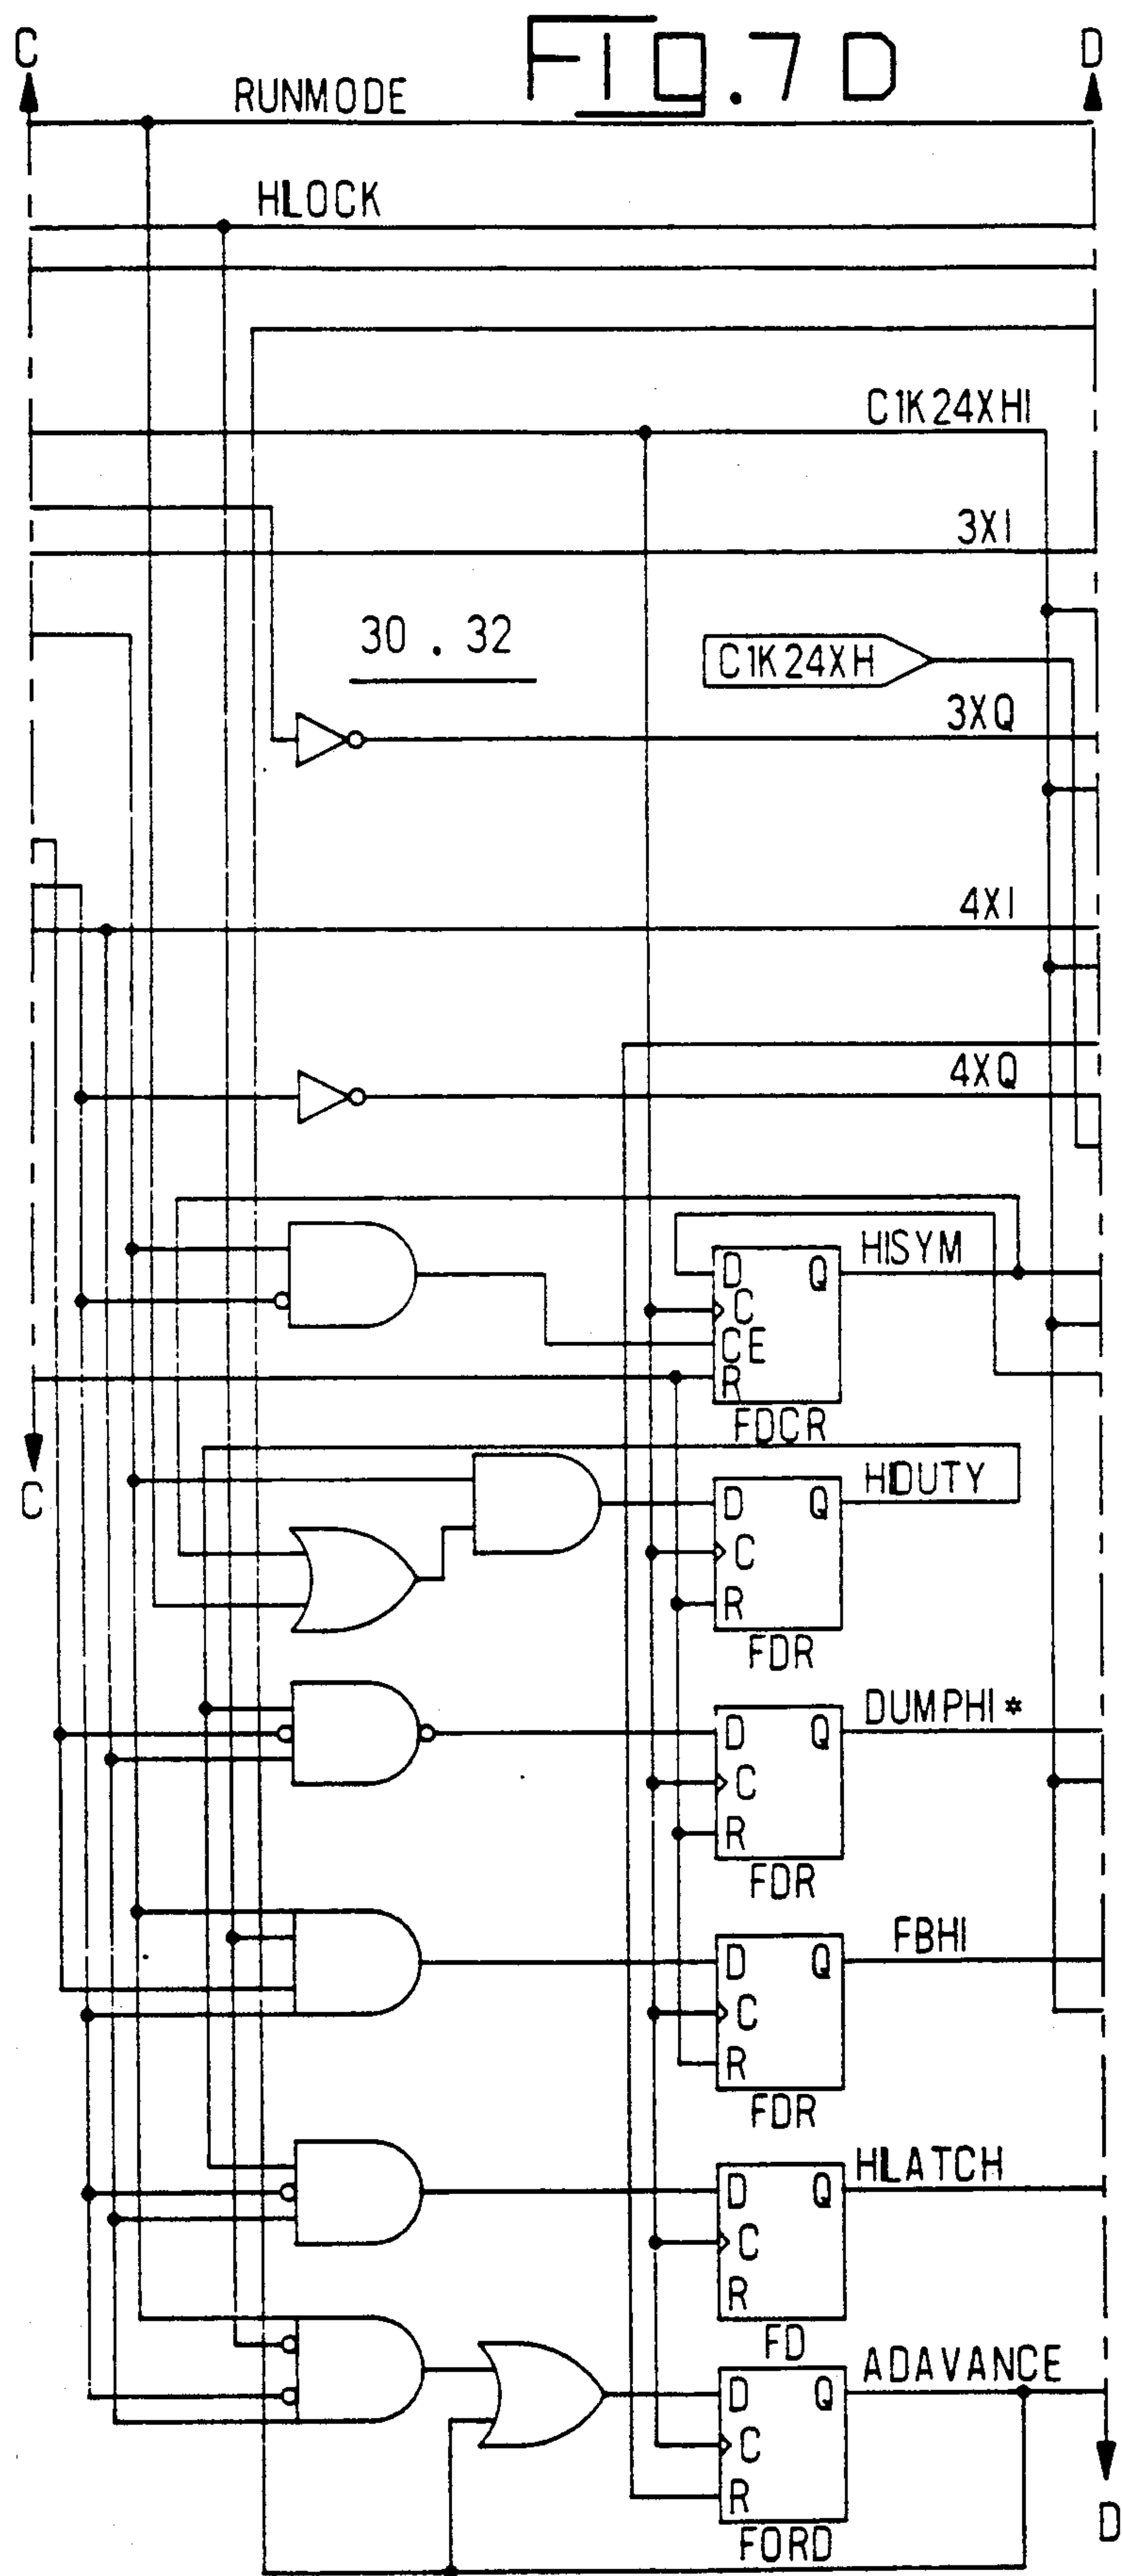 FIG. 7D
C
D
RUNMODE
HLOCK
C1K24XHI
3XI
30 . 32
C1K24XH
3XQ
4XI
4XQ
HISYM
D Q
C
CE
R
FDCR
C
HDUTY
D Q
C
R
FDR
DUMPHI*
D Q
C
R
FDR
FBHI
D Q
C
R
FDR
HLATCH
D Q
C
R
FD
ADAVANCE
D Q
C
R
FORD
D